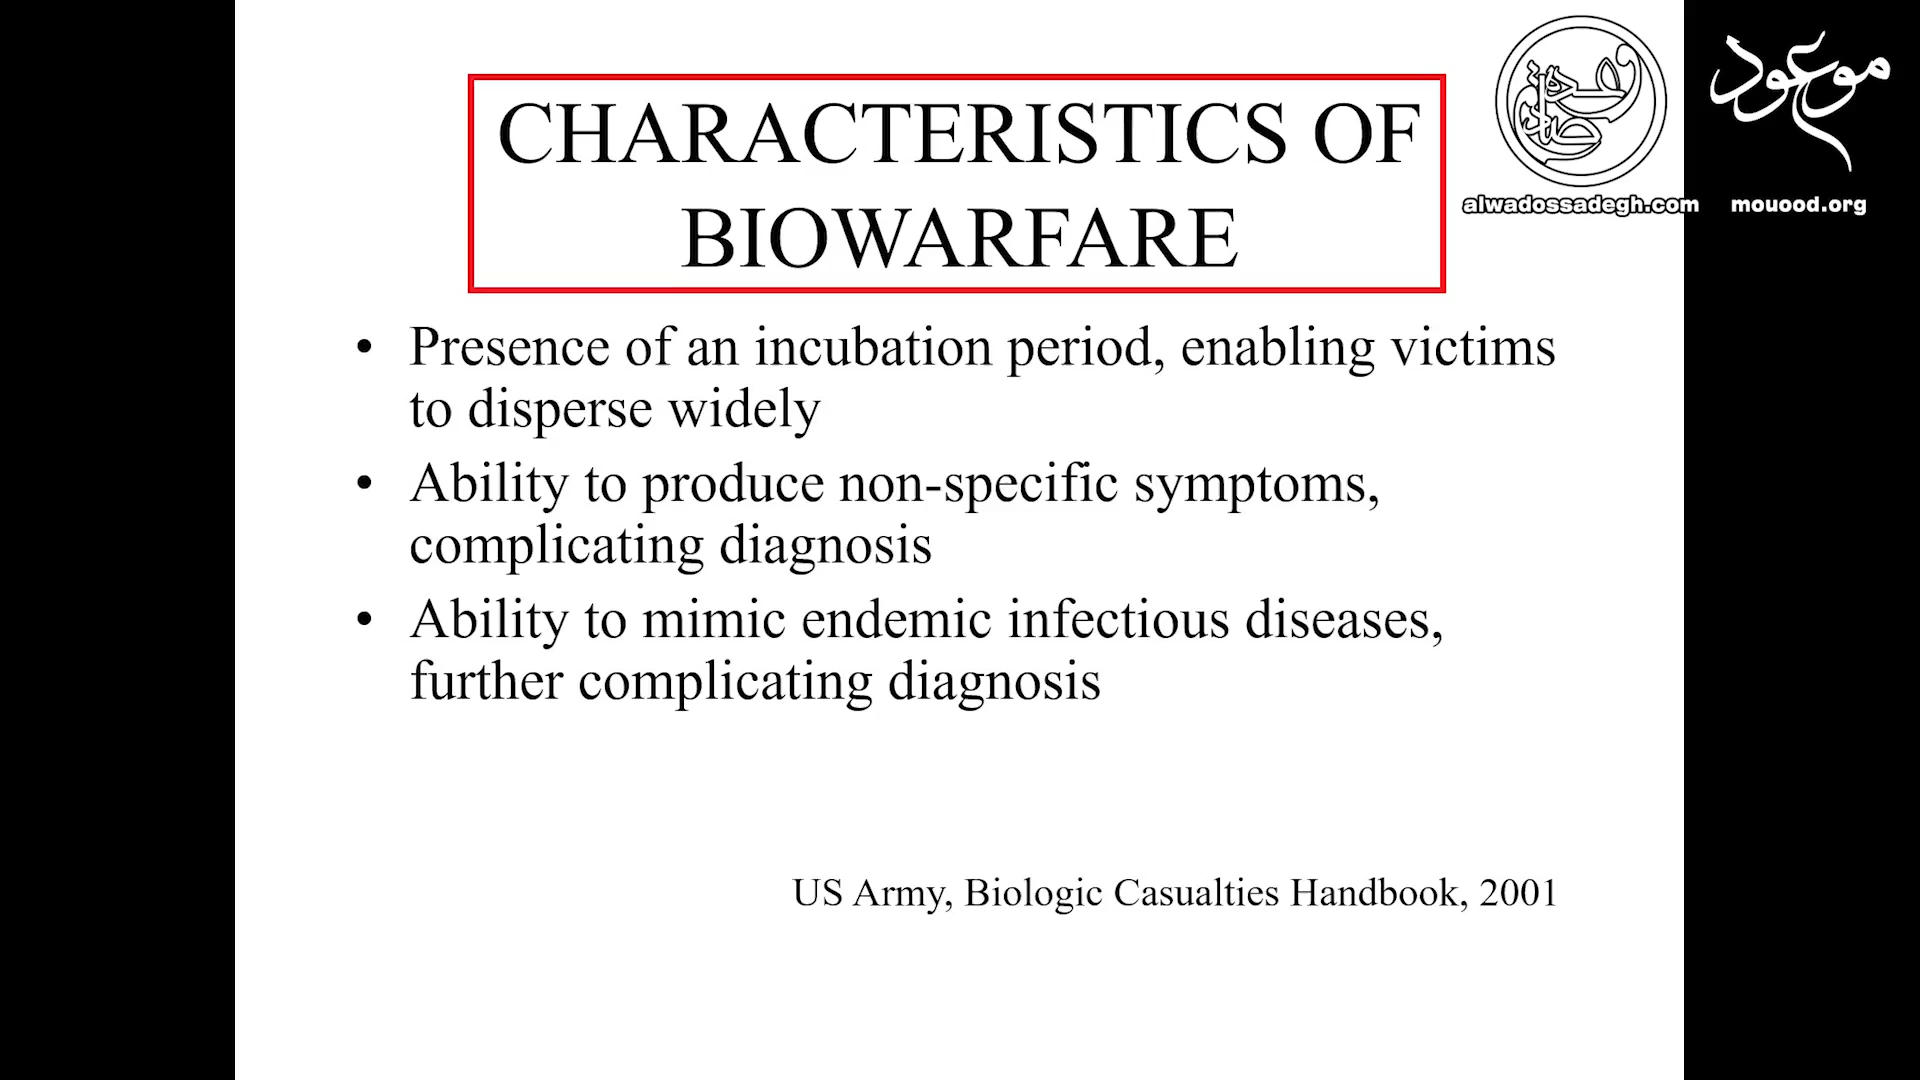 CHARACTERISTICS OF
BIOWARFARE
وعده
صادق
alwadossadegh.com
موعود
mouood.org
• Presence of an incubation period, enabling victims
to disperse widely
• Ability to produce non-specific symptoms,
complicating diagnosis
• Ability to mimic endemic infectious diseases,
further complicating diagnosis
US Army, Biologic Casualties Handbook, 2001